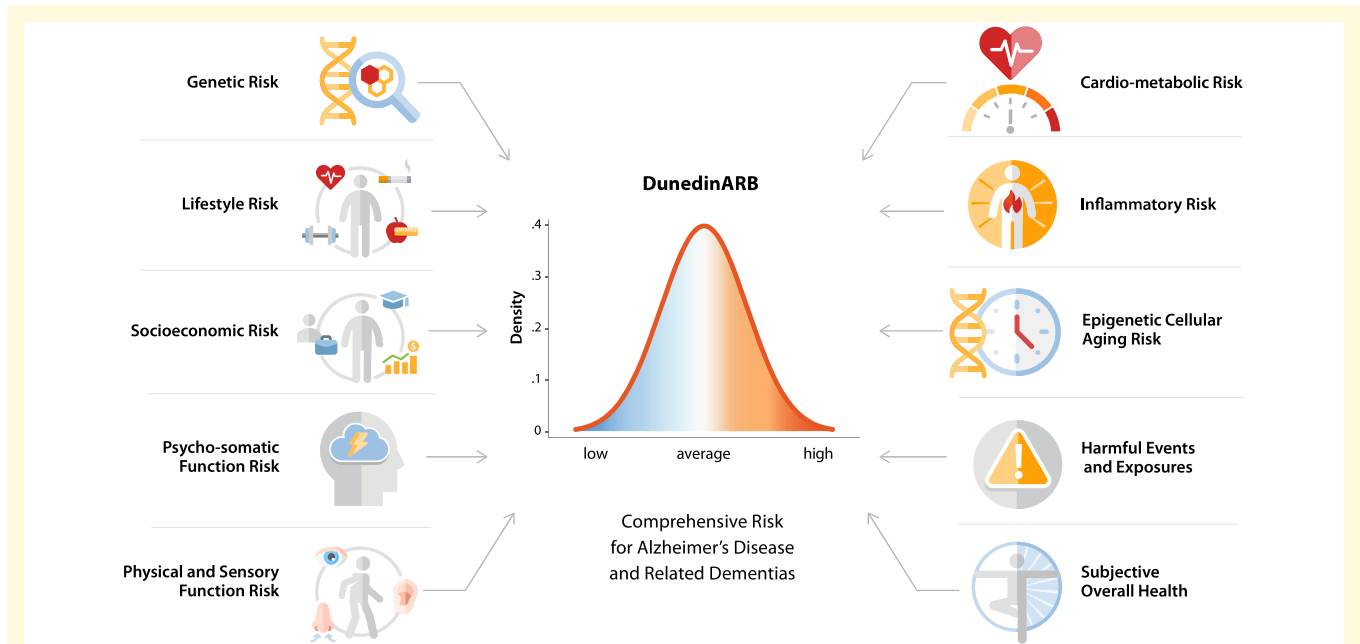 Genetic Risk
Lifestyle Risk
Socioeconomic Risk
Psycho-somatic
Function Risk
Physical and Sensory
Function Risk
DunedinARB
Density
.4
.3
.2
.1
0
low average high
Comprehensive Risk
for Alzheimer’s Disease
and Related Dementias
Cardio-metabolic Risk
Inflammatory Risk
Epigenetic Cellular
Aging Risk
Harmful Events
and Exposures
Subjective
Overall Health
$